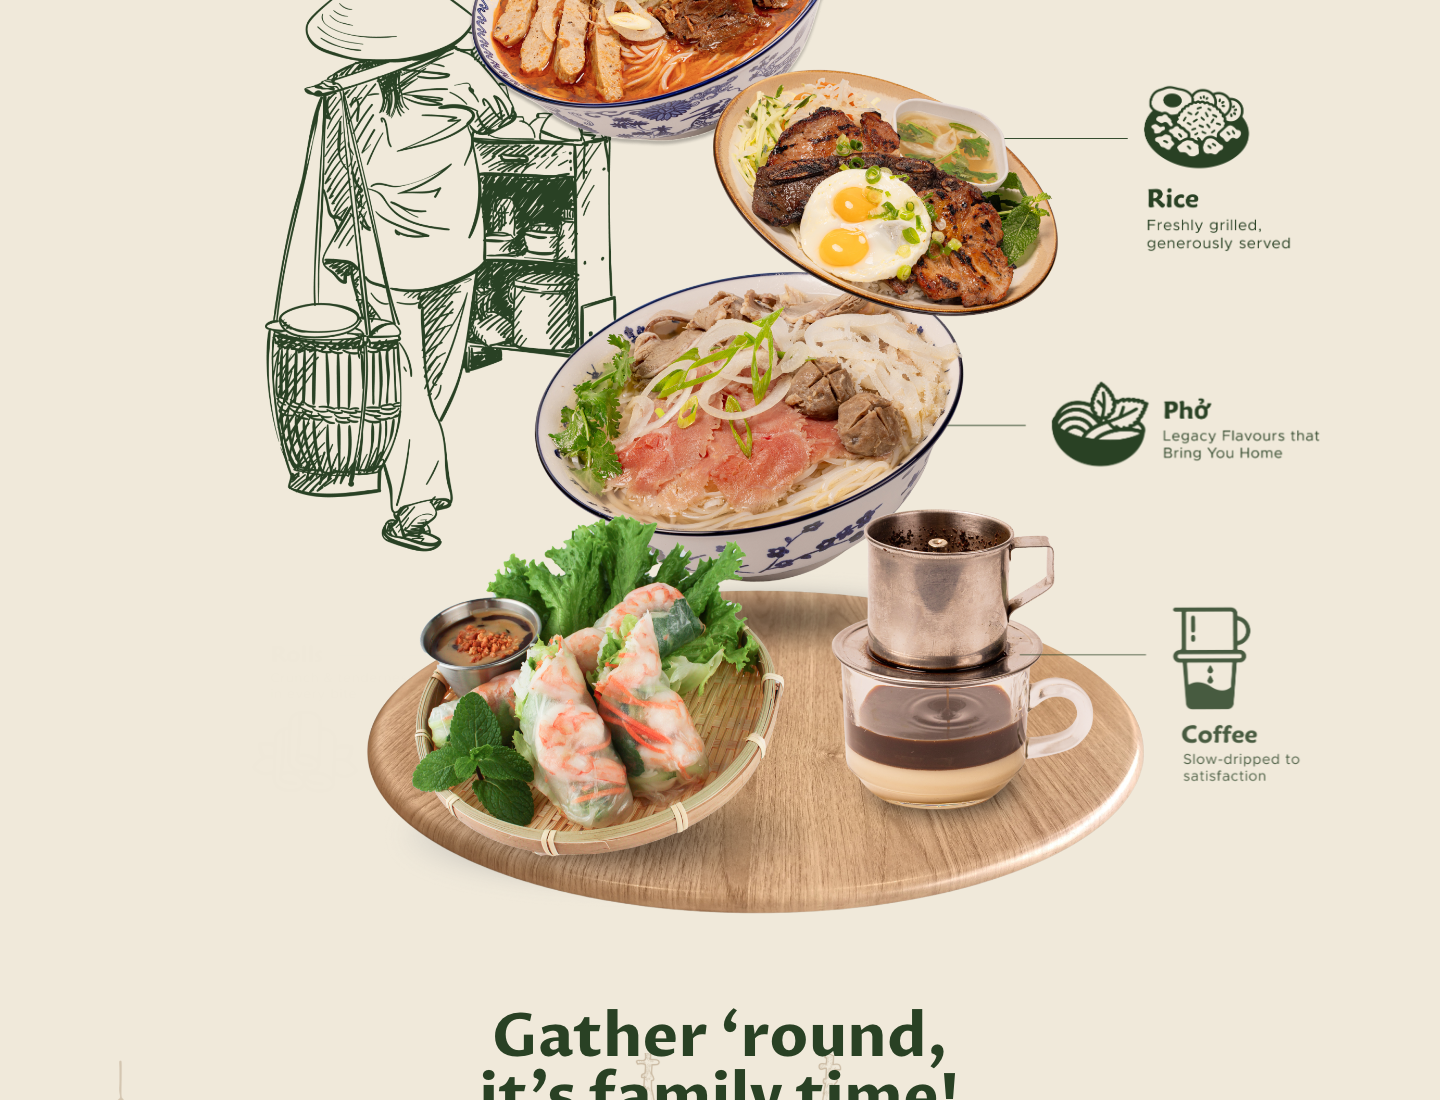 Rice
Freshly grilled,
generously served
Phở
Legacy Flavours that
Bring You Home
Coffee
Slow-dripped to
satisfaction
Gather ‘round,
it’s family time!